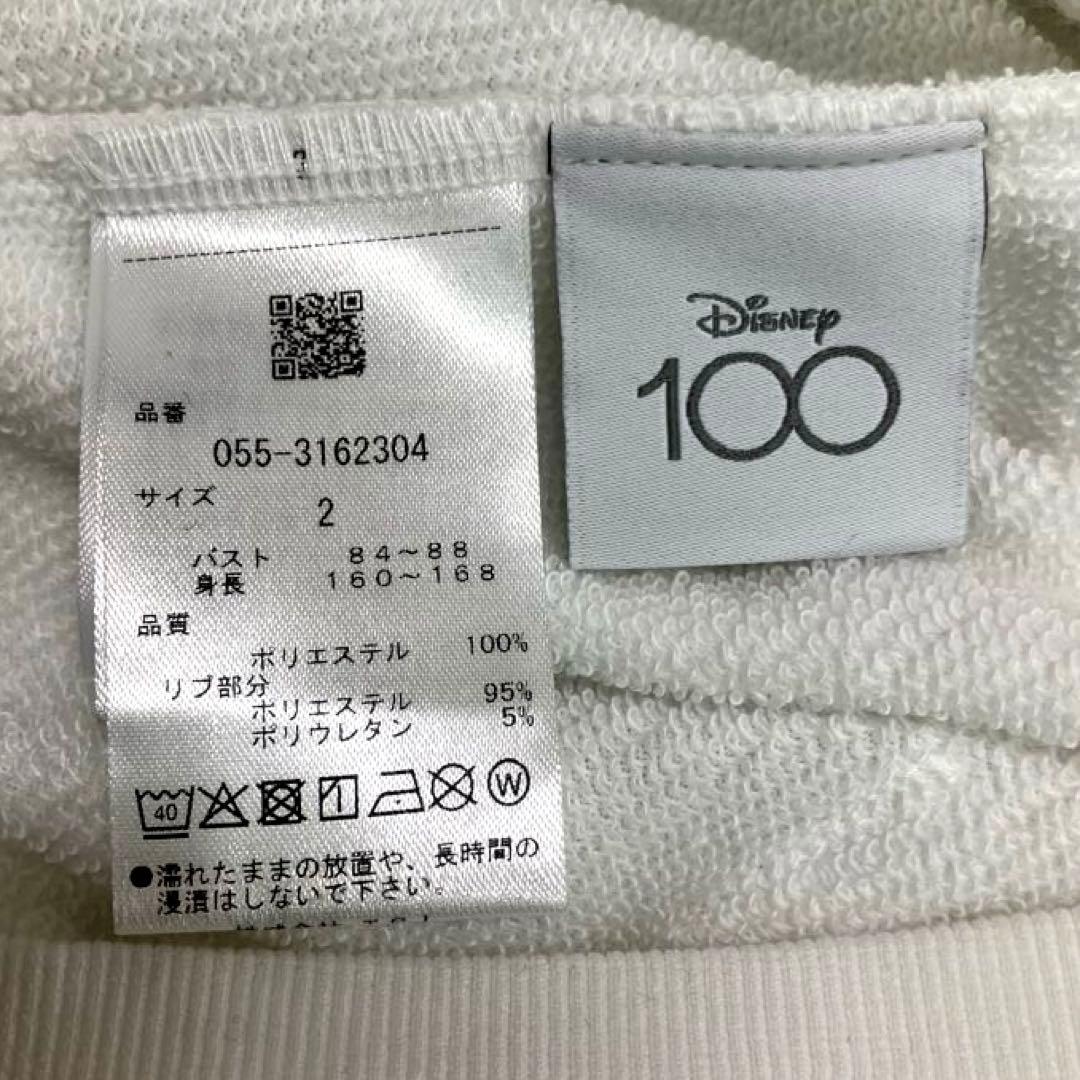 品番
055-3162304
サイズ
2
バスト 84～88
身長 160～168
品質
ポリエステル 100%
リブ部分
ポリエステル 95%
ポリウレタン 5%
40
W
●濡れたままの放置や、長時間の
浸漬はしないで下さい。
Disney
100